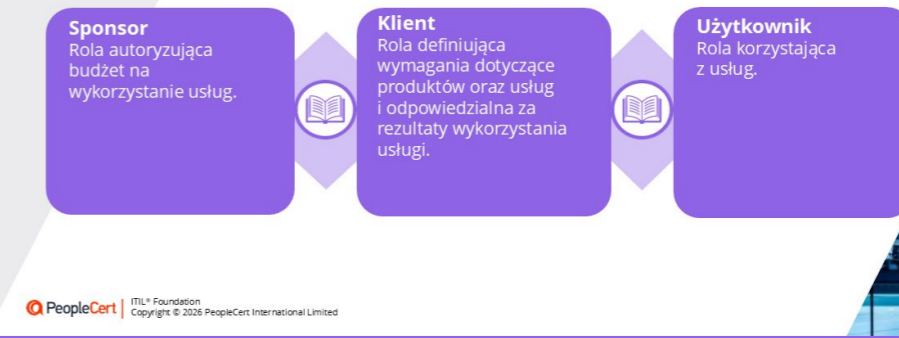 Sponsor
Rola autoryzująca
budżet na
wykorzystanie usług.
Klient
Rola definiująca
wymagania dotyczące
produktów oraz usług
i odpowiedzialna za
rezultaty wykorzystania
usługi.
Użytkownik
Rola korzystająca
z usług.
PeopleCert
ITIL® Foundation
Copyright © 2026 PeopleCert International Limited